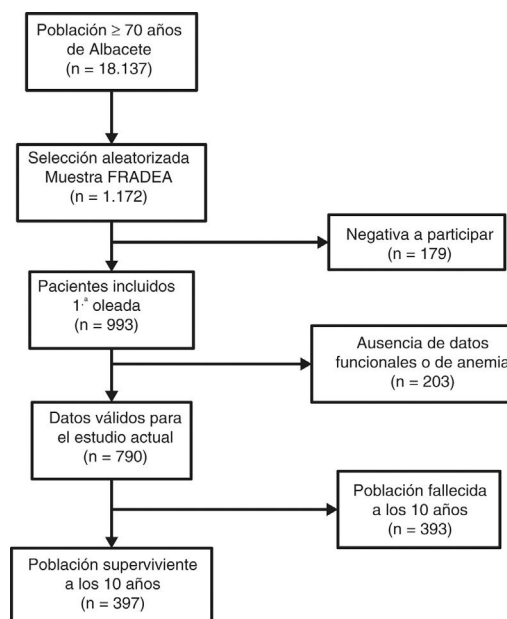 Población ≥ 70 años
de Albacete
(n = 18.137)
Selección aleatorizada
Muestra FRADEA
(n = 1.172)
Negativa a participar
(n = 179)
Pacientes incluidos
1.ª oleada
(n = 993)
Ausencia de datos
funcionales o de anemia
(n = 203)
Datos válidos para
el estudio actual
(n = 790)
Población fallecida
a los 10 años
(n = 393)
Población superviviente
a los 10 años
(n = 397)